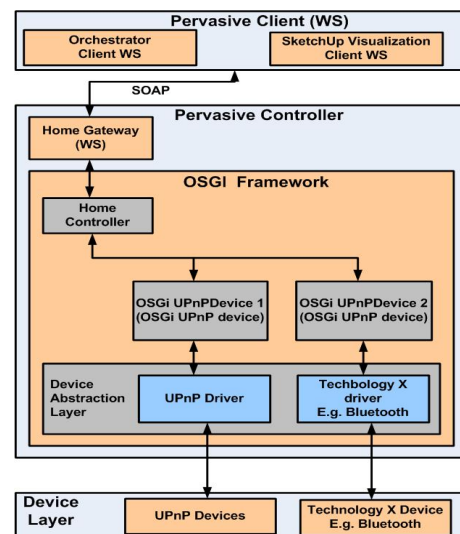 Pervasive Client (WS)
Orchestrator
Client WS
SketchUp Visualization
Client WS
SOAP
Pervasive Controller
Home Gateway
(WS)
OSGI Framework
Home
Controller
OSGi UPnPDevice 1
(OSGi UPnP device)
OSGi UPnPDevice 2
(OSGi UPnP device)
Device
Abstraction
Layer
UPnP Driver
Techbology X
driver
E.g. Bluetooth
Device
Layer
UPnP Devices
Technology X Device
E.g. Bluetooth